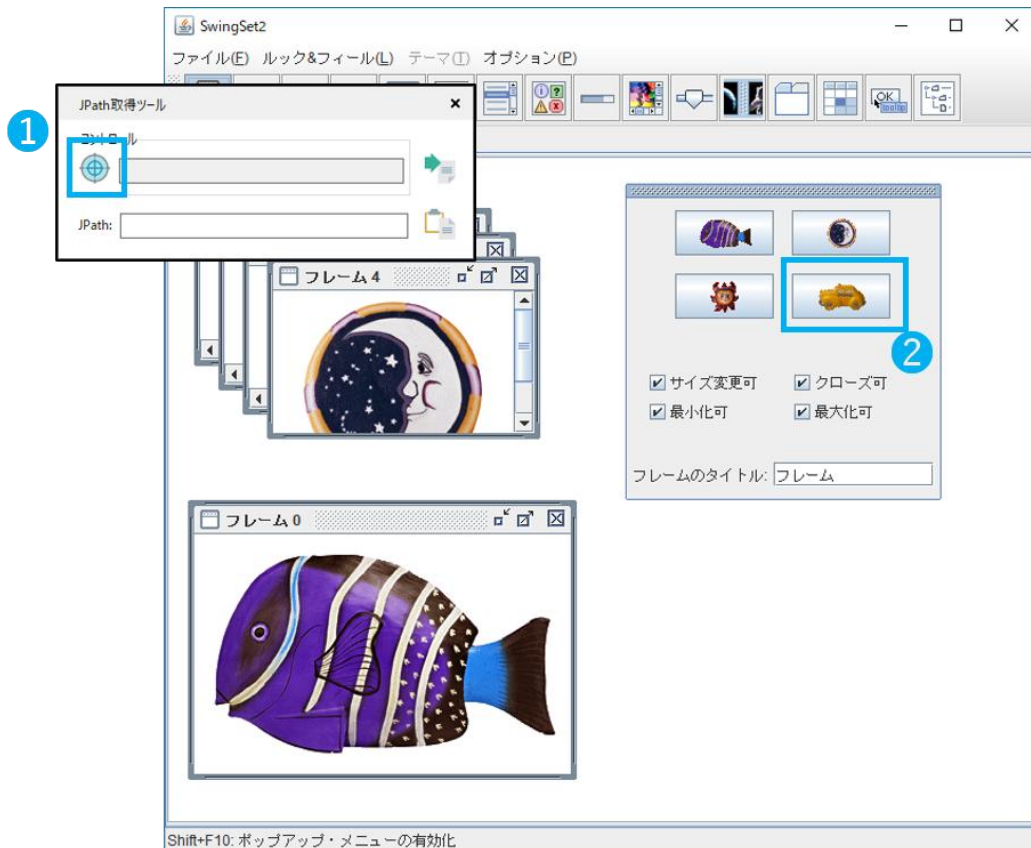 SwingSet2
ファイル(F) ルック&フィール(L) テーマ(T) オプション(P)
JPath取得ツール
1
コントロール
JPath:
OK
フレーム 4
2
サイズ変更可 クローズ可
最小化可 最大化可
フレームのタイトル: フレーム
フレーム 0
Shift+F10: ポップアップ・メニューの有効化